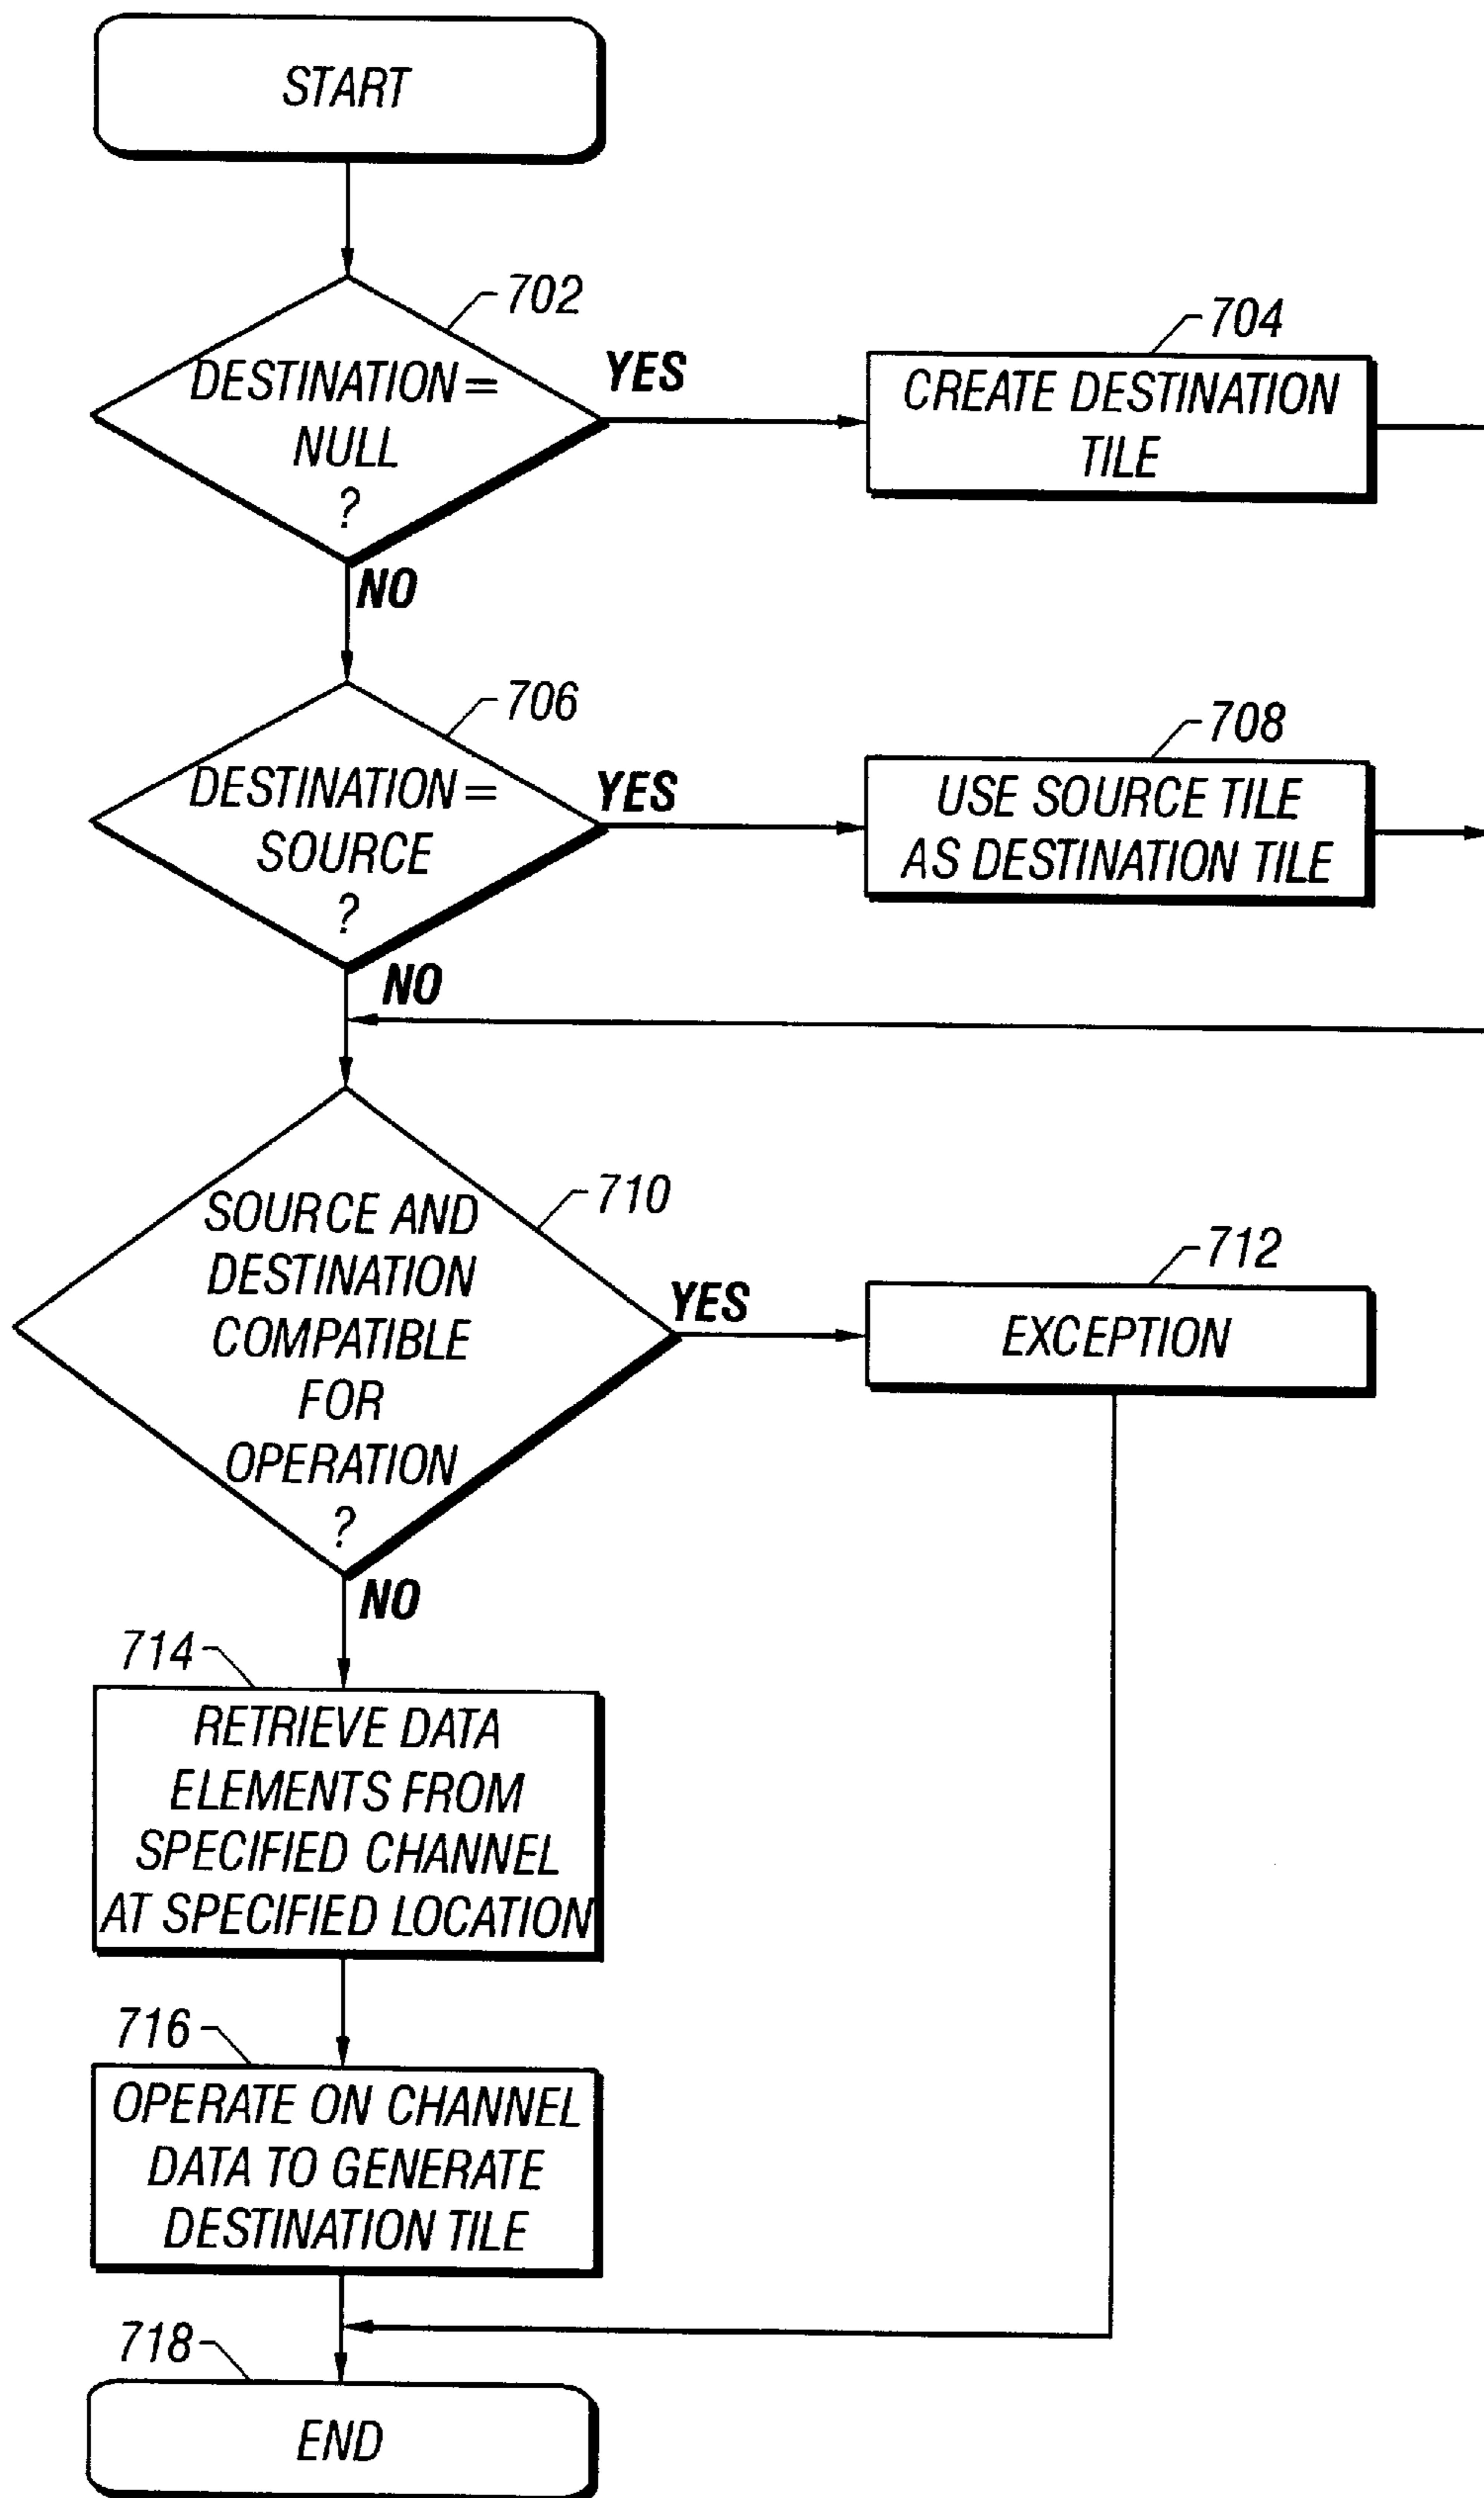 START
702
DESTINATION=
NULL
?
YES
704
CREATE DESTINATION
TILE
NO
706
DESTINATION=
SOURCE
?
YES
708
USE SOURCE TILE
AS DESTINATION TILE
NO
710
SOURCE AND
DESTINATION
COMPATIBLE
FOR
OPERATION
?
YES
712
EXCEPTION
NO
714
RETRIEVE DATA
ELEMENTS FROM
SPECIFIED CHANNEL
AT SPECIFIED LOCATION
716
OPERATE ON CHANNEL
DATA TO GENERATE
DESTINATION TILE
718
END